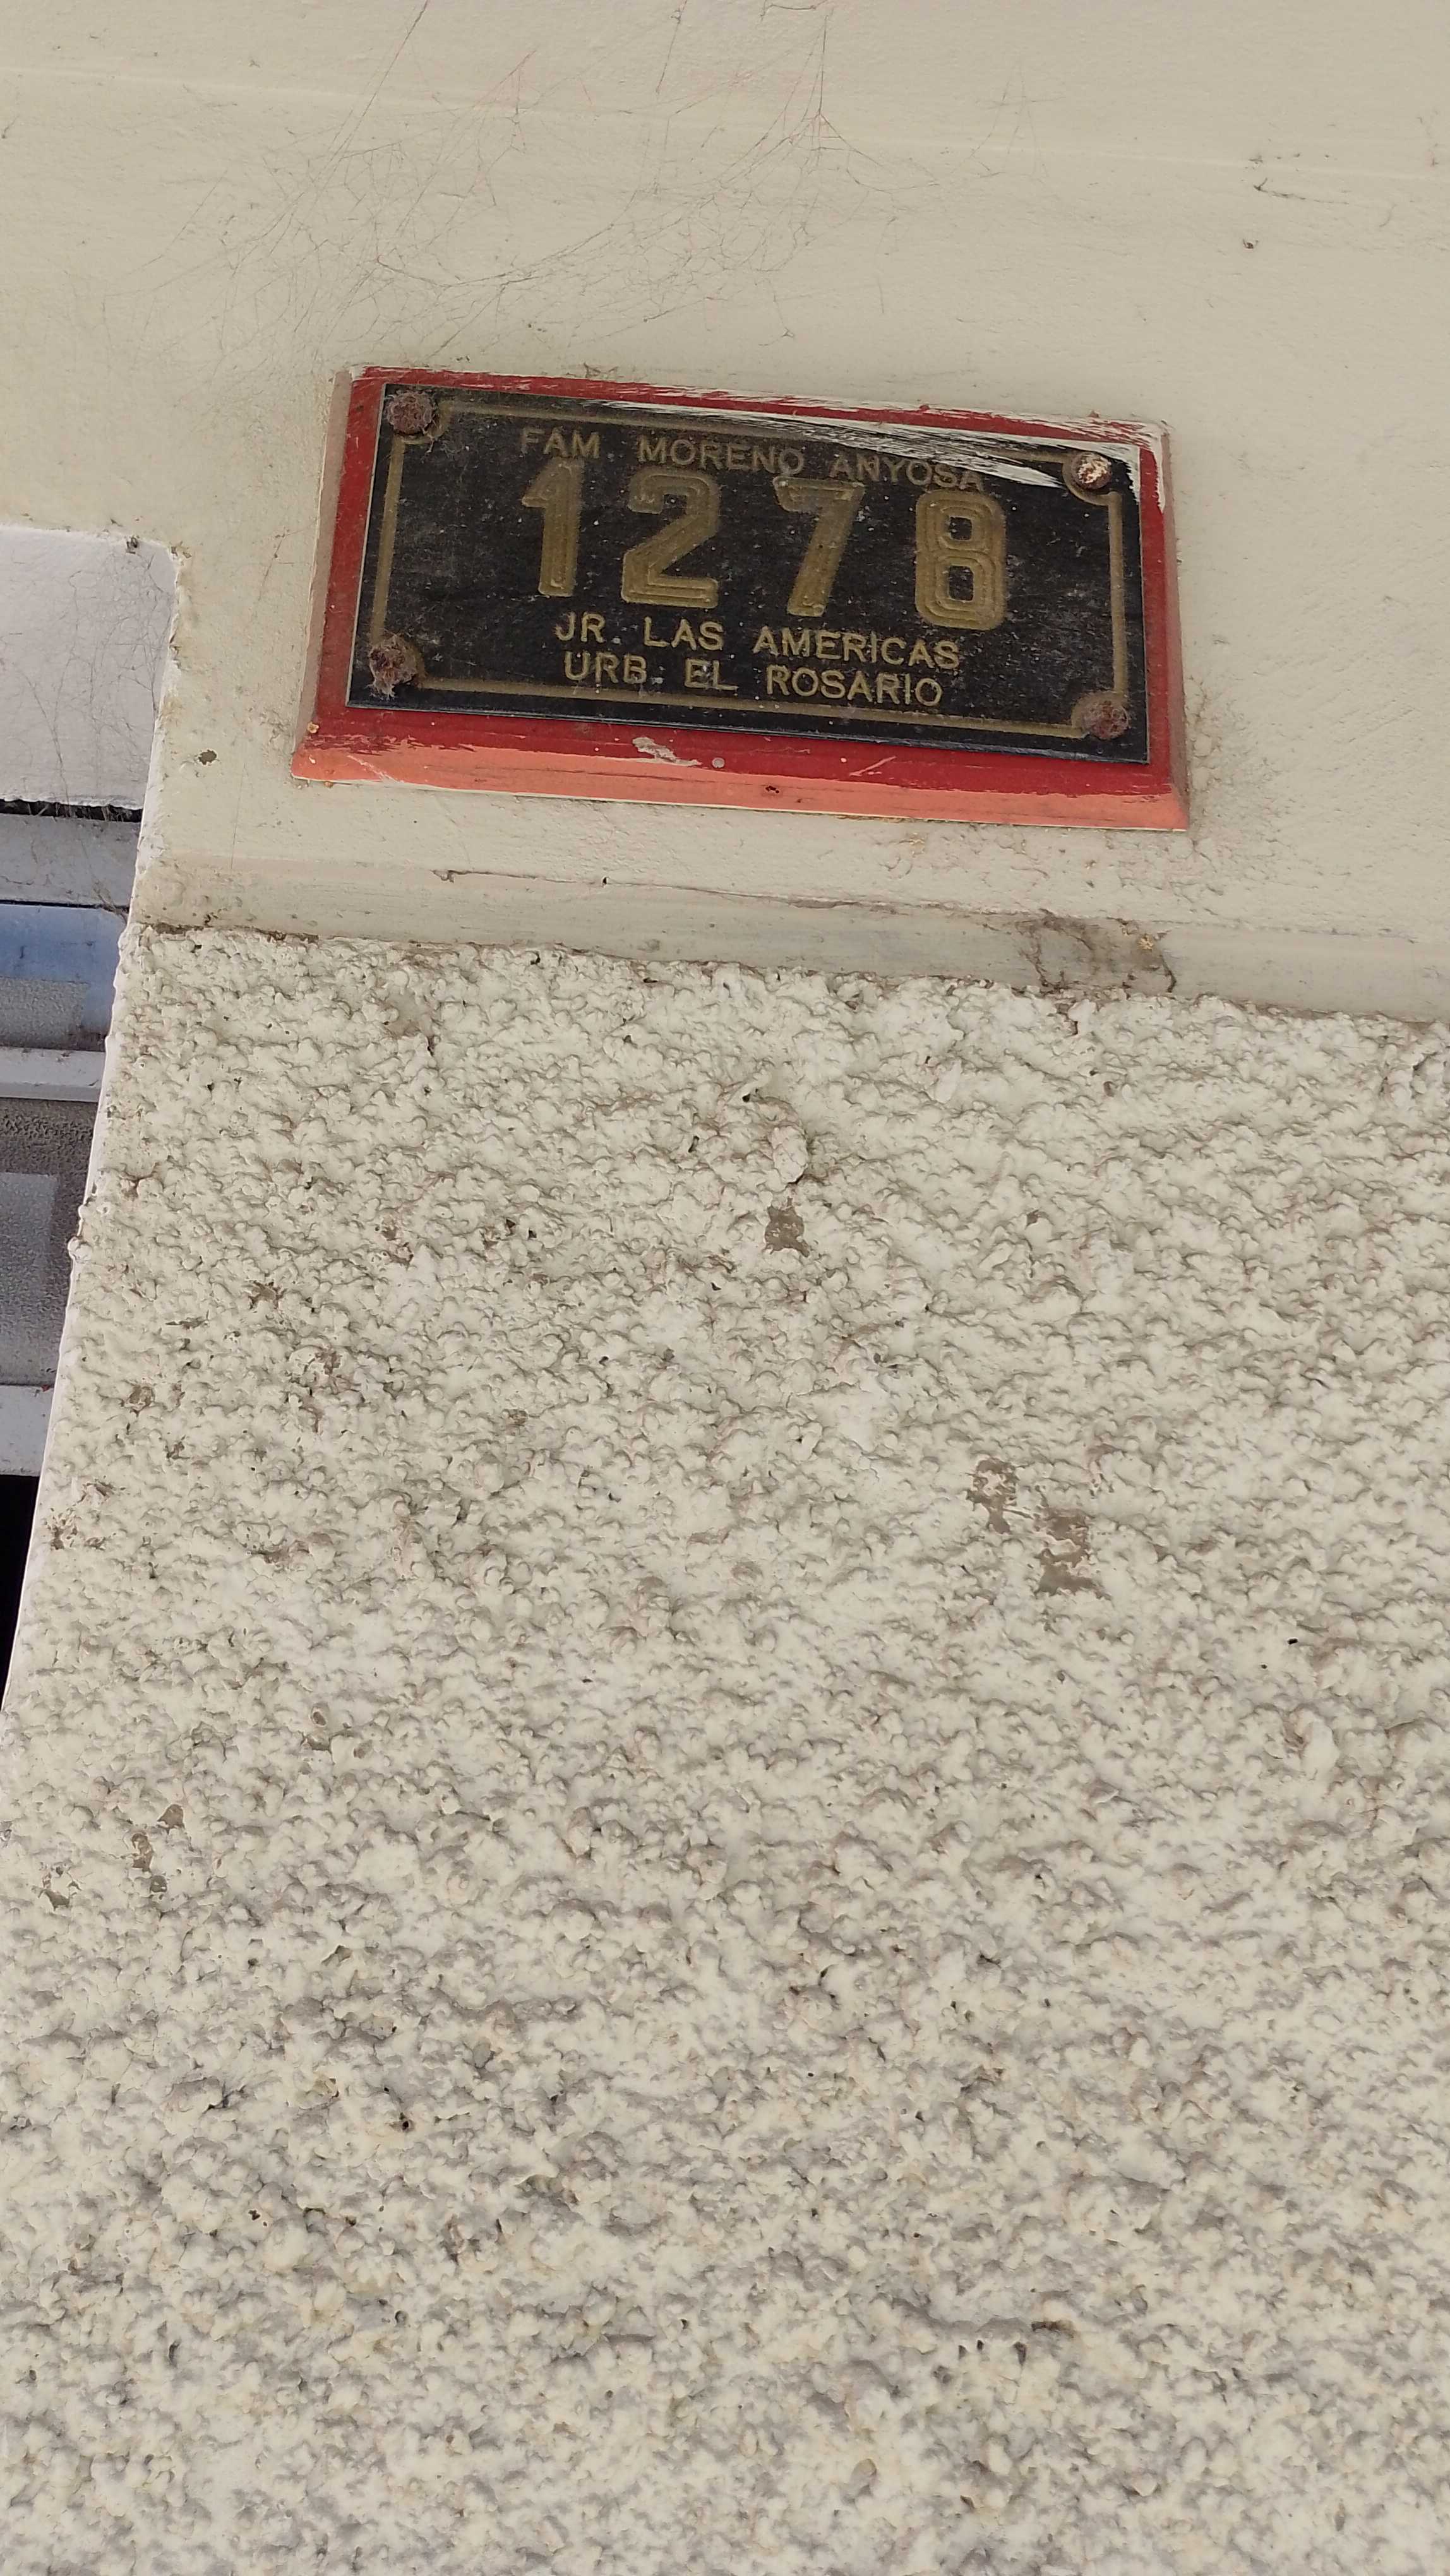 FAM. MORENO ANYOSA
1278
JR. LAS AMERICAS
URB. EL ROSARIO